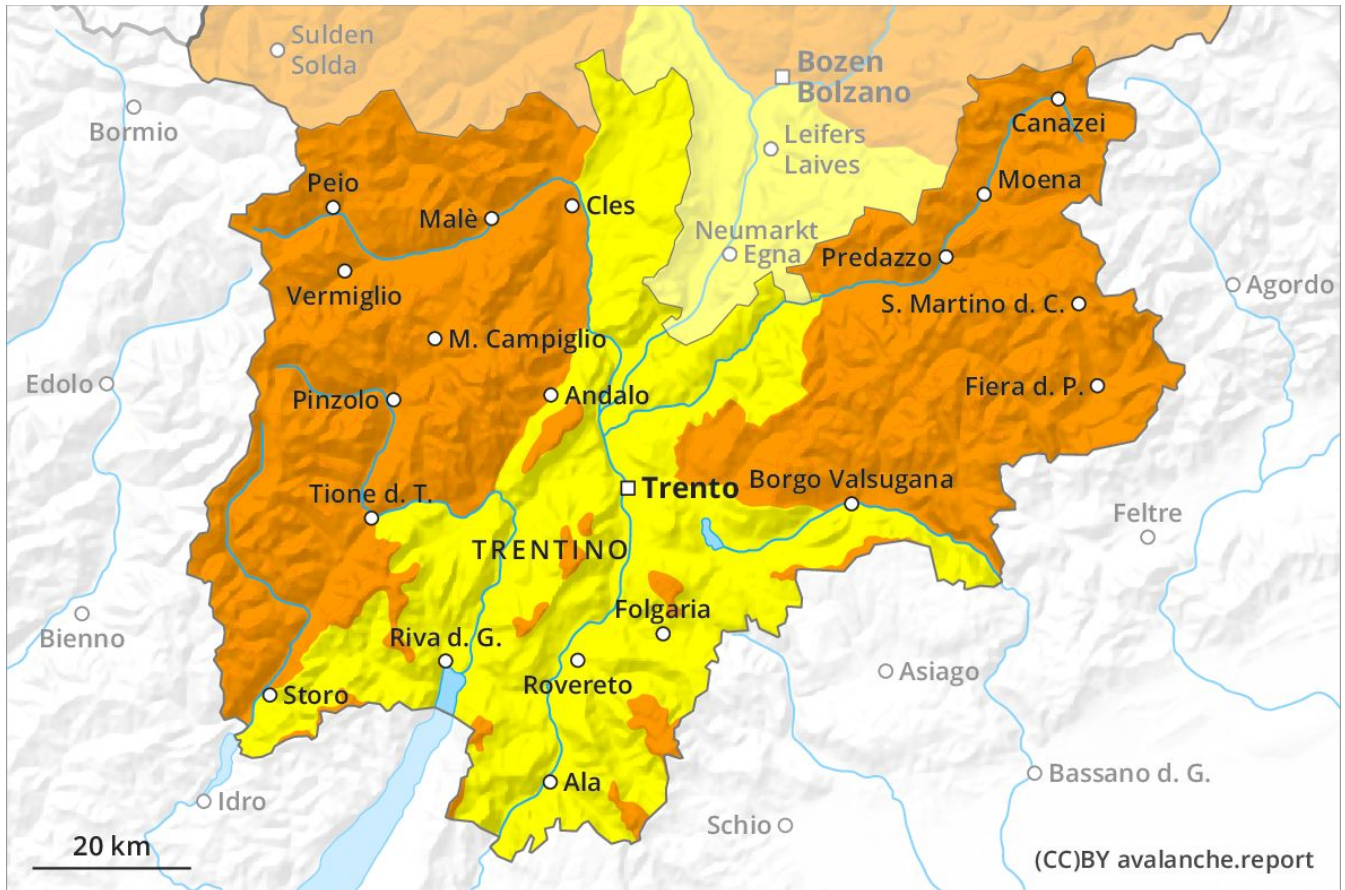 Sulden
Solda
Bozen
Bolzano
Bormio
Canazei
Leifers
Laives
Peio
Moena
Malè
Cles
Neumarkt
Egna
Predazzo
Vermiglio
Agordo
S. Martino d. C.
M. Campiglio
Edolo
Fiera d. P.
Pinzolo
Andalo
Borgo Valsugana
Trento
Tione d. T.
Feltre
TRENTINO
Bienno
Folgaria
Riva d. G.
Asiago
Rovereto
Storo
Bassano d. G.
Ala
Idro
Schio
20 km
(CC)BY avalanche.report